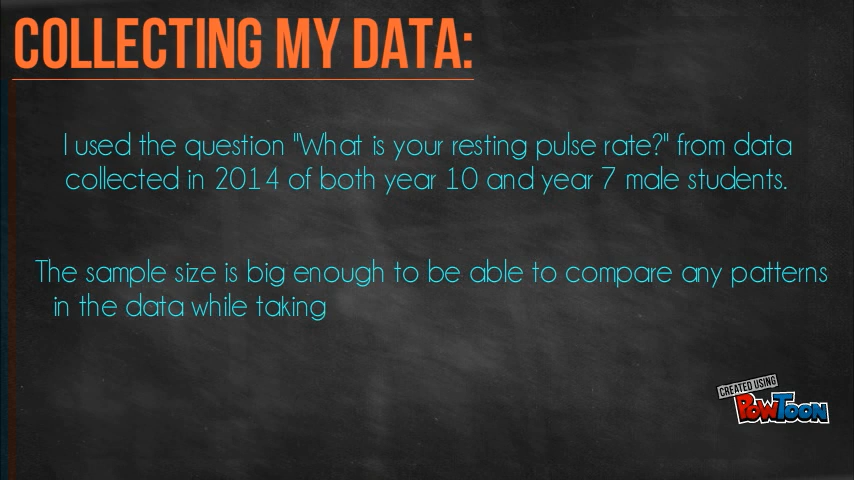 COLLECTING MY DATA:
I used the question "What is your resting pulse rate?" from data
collected in 2014 of both year 10 and year 7 male students.
The sample size is big enough to be able to compare any patterns
in the data while taking
CREATED USING
POWTOON